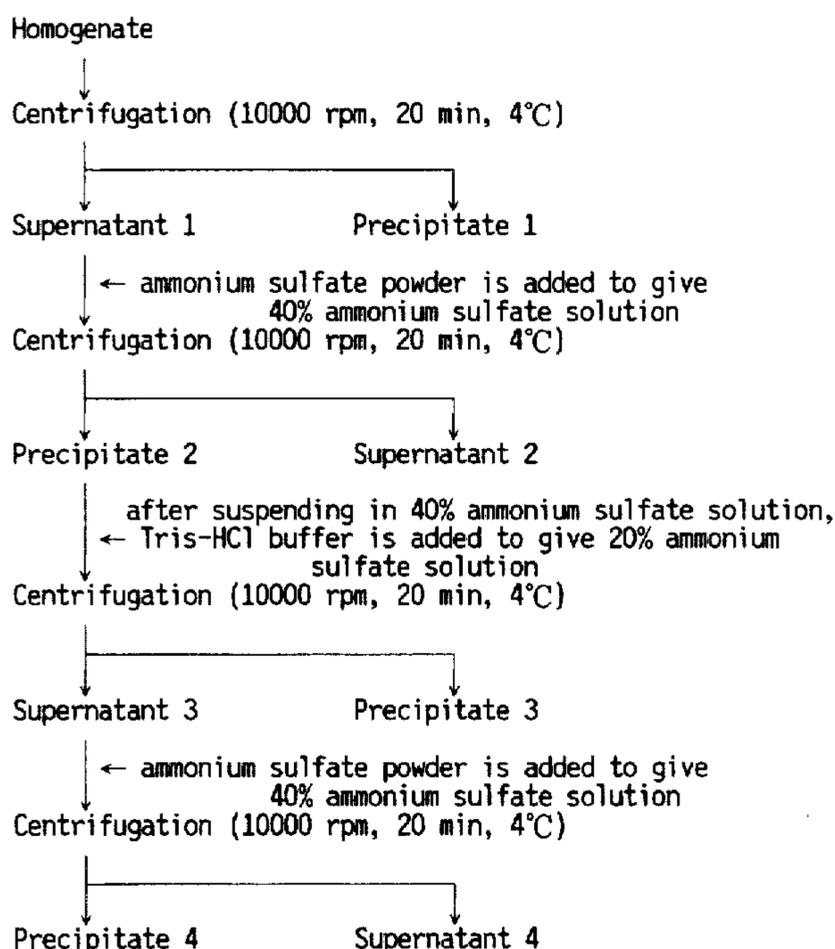 Homogenate
Centrifugation (10000 rpm, 20 min, 4℃)
Supernatant 1 Precipitate 1
← ammonium sulfate powder is added to give
40% ammonium sulfate solution
Centrifugation (10000 rpm, 20 min, 4℃)
Precipitate 2 Supernatant 2
after suspending in 40% ammonium sulfate solution,
← Tris-HCl buffer is added to give 20% ammonium
sulfate solution
Centrifugation (10000 rpm, 20 min, 4℃)
Supernatant 3 Precipitate 3
← ammonium sulfate powder is added to give
40% ammonium sulfate solution
Centrifugation (10000 rpm, 20 min, 4℃)
Precipitate 4 Supernatant 4